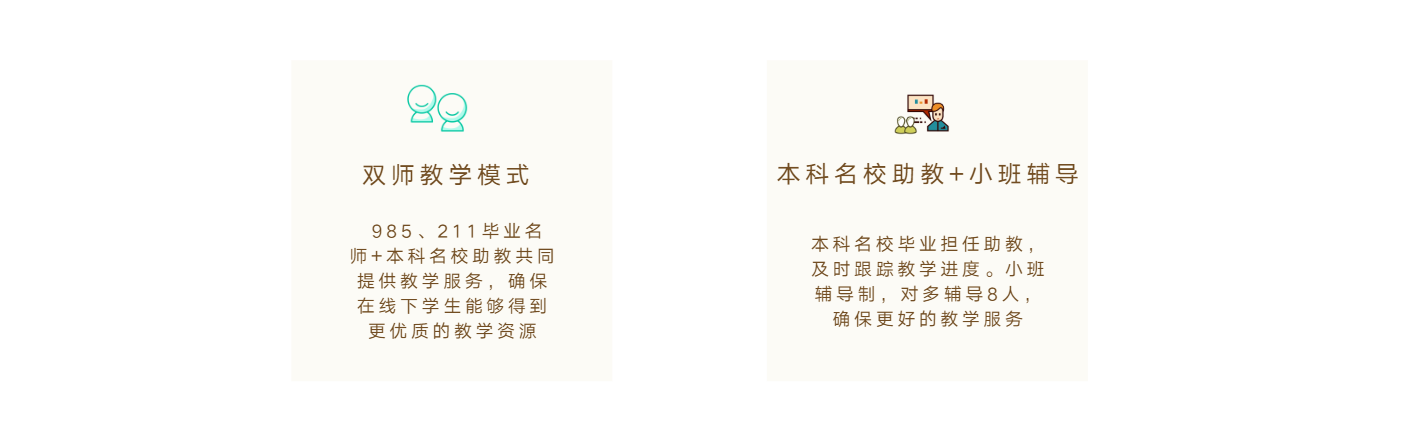 双师教学模式
985、211毕业名
师+本科名校助教共同
提供教学服务，确保
在线下学生能够得到
更优质的教学资源
本科名校助教+小班辅导
本科名校毕业担任助教，
及时跟踪教学进度。小班
辅导制，对多辅导8人，
确保更好的教学服务